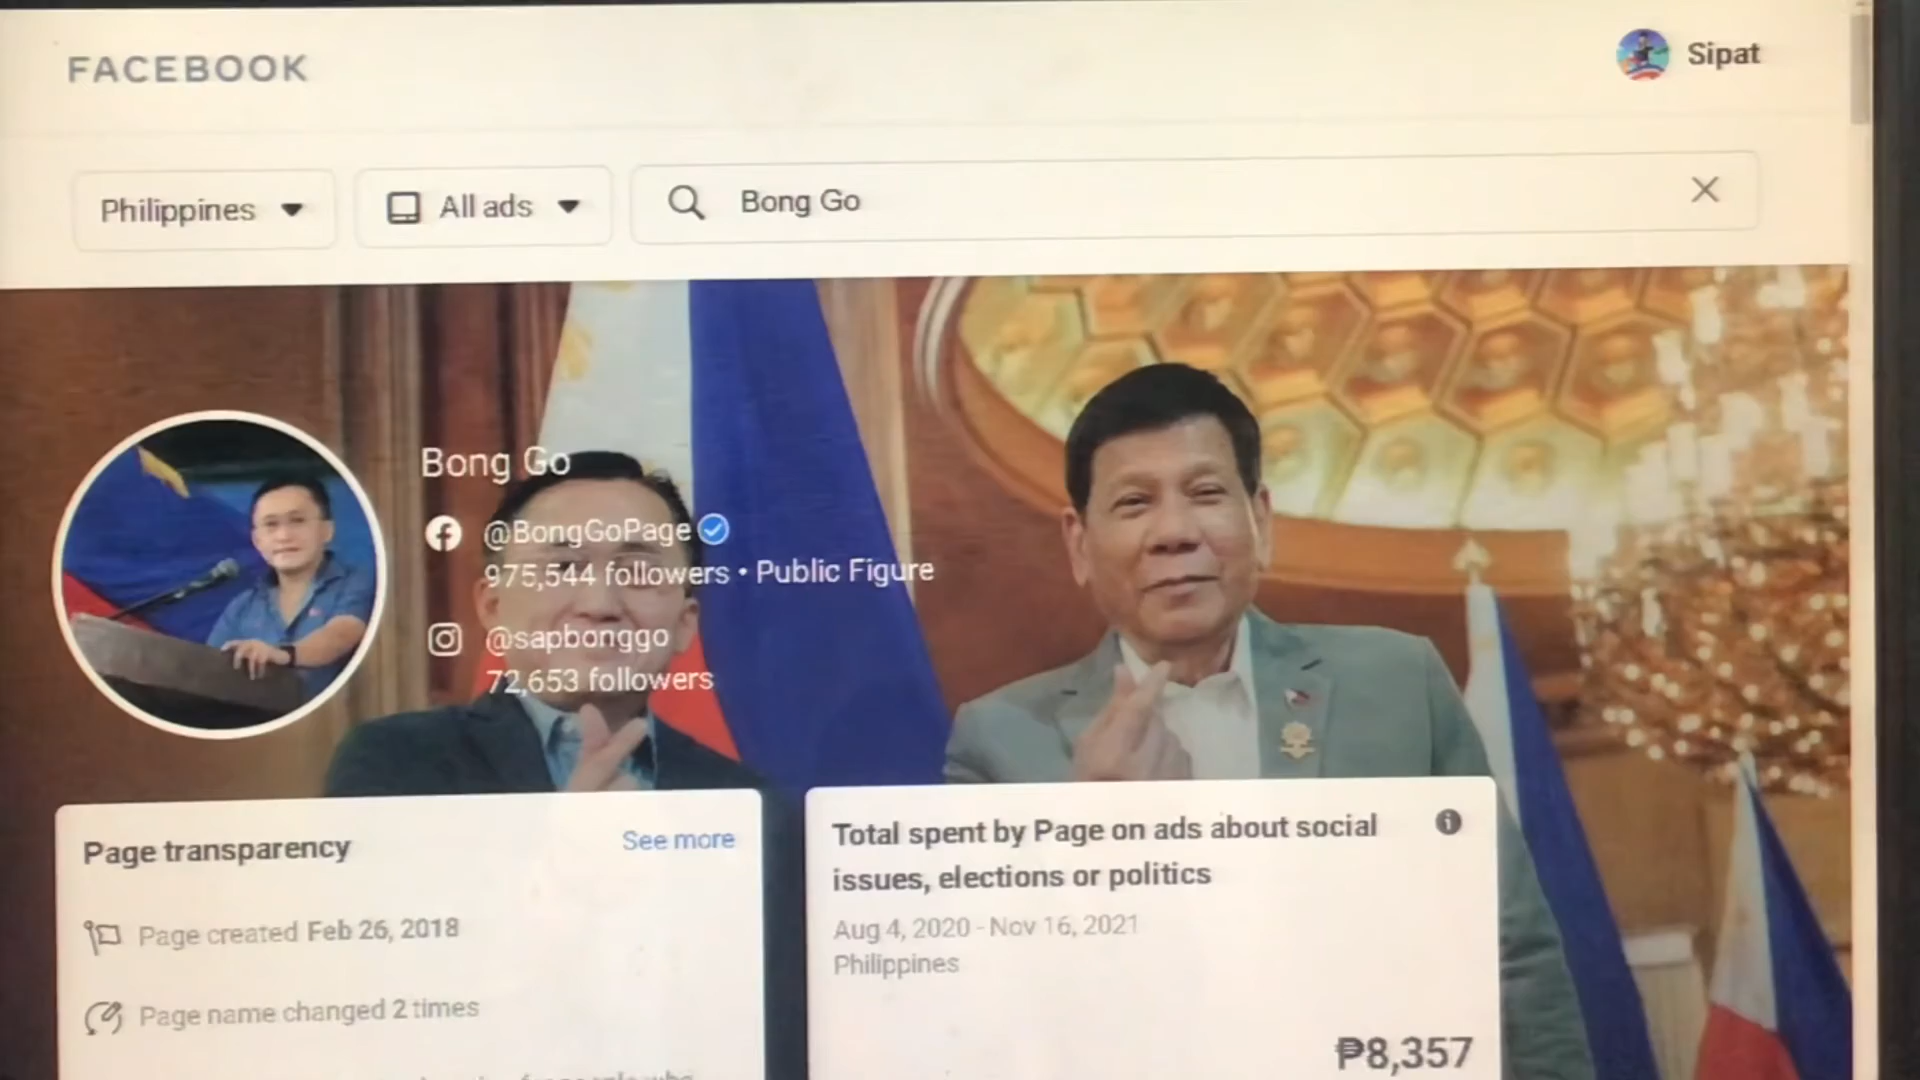 FACEBOOK
Sipat
Philippines
All ads
Bong Go
Bong Go
@BongGoPage
975,544 followers • Public Figure
@sapbonggo
72,653 followers
Page transparency
See more
Page created Feb 26, 2018
Page name changed 2 times
Total spent by Page on ads about social
issues, elections or politics
Aug 4, 2020 - Nov 16, 2021
Philippines
₱8,357